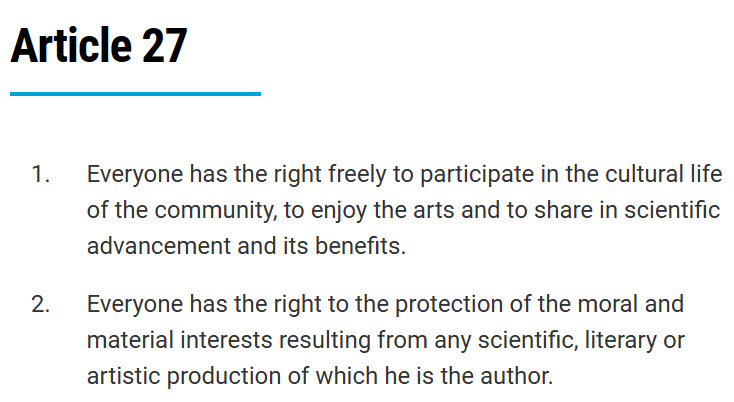 Article 27
1. Everyone has the right freely to participate in the cultural life
of the community, to enjoy the arts and to share in scientific
advancement and its benefits.
2. Everyone has the right to the protection of the moral and
material interests resulting from any scientific, literary or
artistic production of which he is the author.